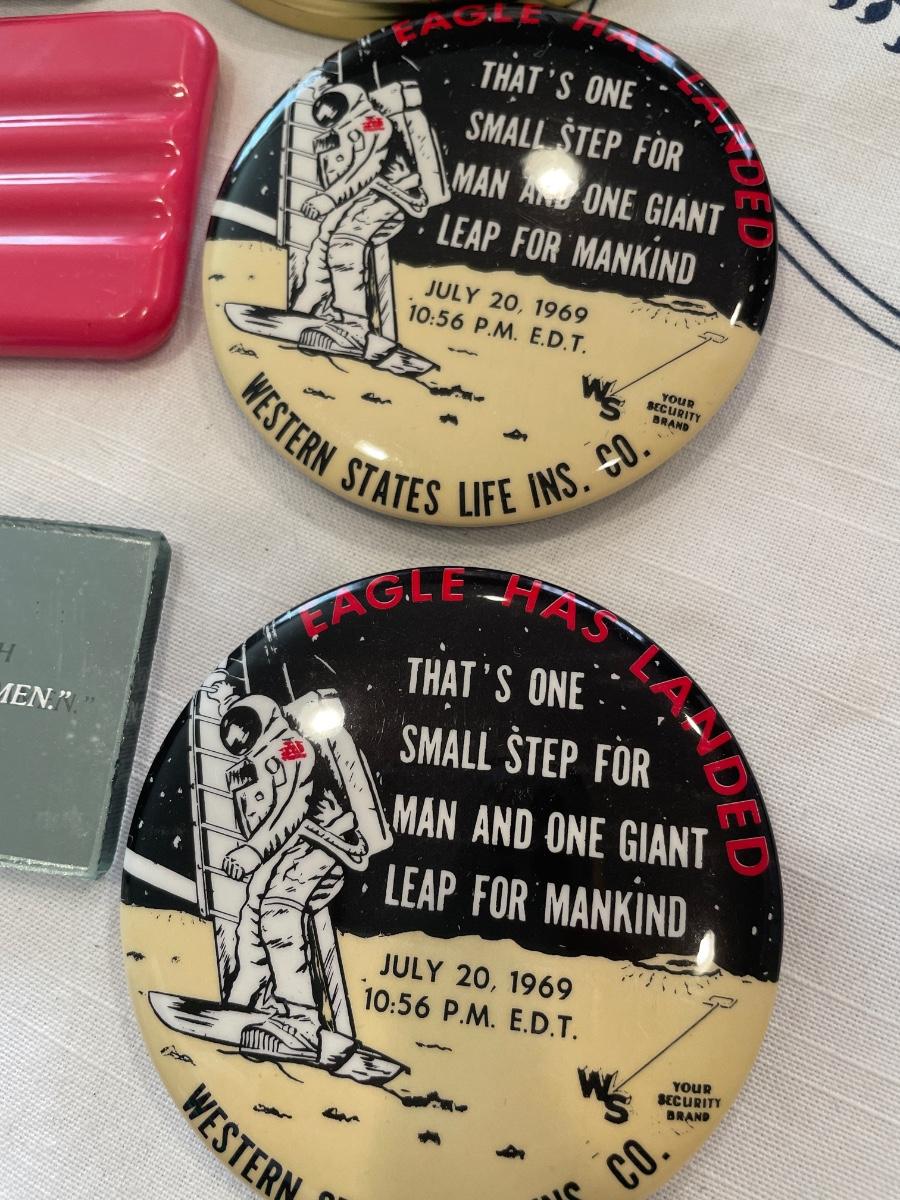 EAGLE HAS LANDED
THAT'S ONE
SMALL STEP FOR
MAN AND ONE GIANT
LEAP FOR MANKIND
JULY 20, 1969
10:56 P.M. E.D.T.
WS
YOUR
SECURITY
BRAND
WESTERN STATES LIFE INS. CO.
H
MEN."
EAGLE HAS LANDED
THAT'S ONE
SMALL STEP FOR
MAN AND ONE GIANT
LEAP FOR MANKIND
JULY 20, 1969
10:56 P.M. E.D.T.
WS
YOUR
SECURITY
BRAND
WESTERN INS CO.